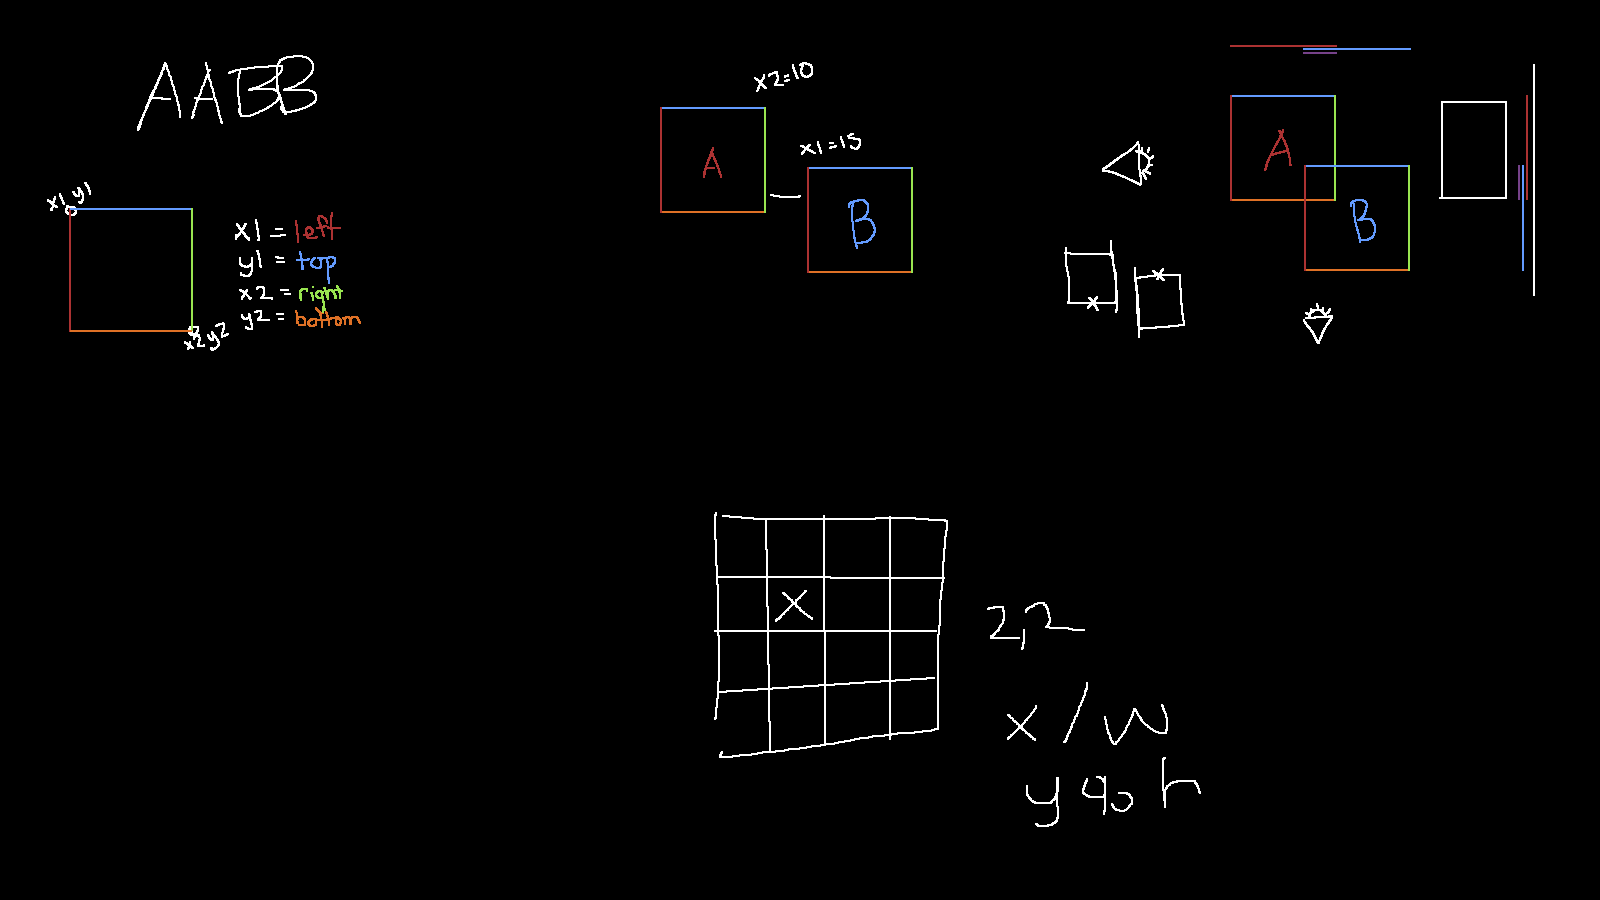 AABB
x1 y1
x1 = left
y1 = top
x2 = right
y2 = bottom
x2 y2
x2=10
x1=15
A
B
A
B
x
x
X
2,2
x / w
y % h